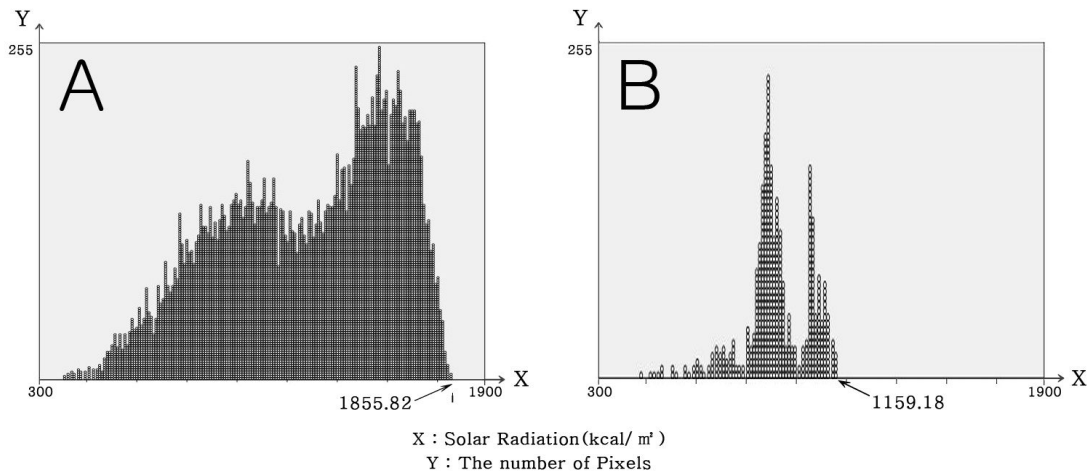 Y
255
A
300
1855.82
1900
X
Y
255
B
300
1159.18
1900
X
X : Solar Radiation(kcal/ ㎡)
Y : The number of Pixels